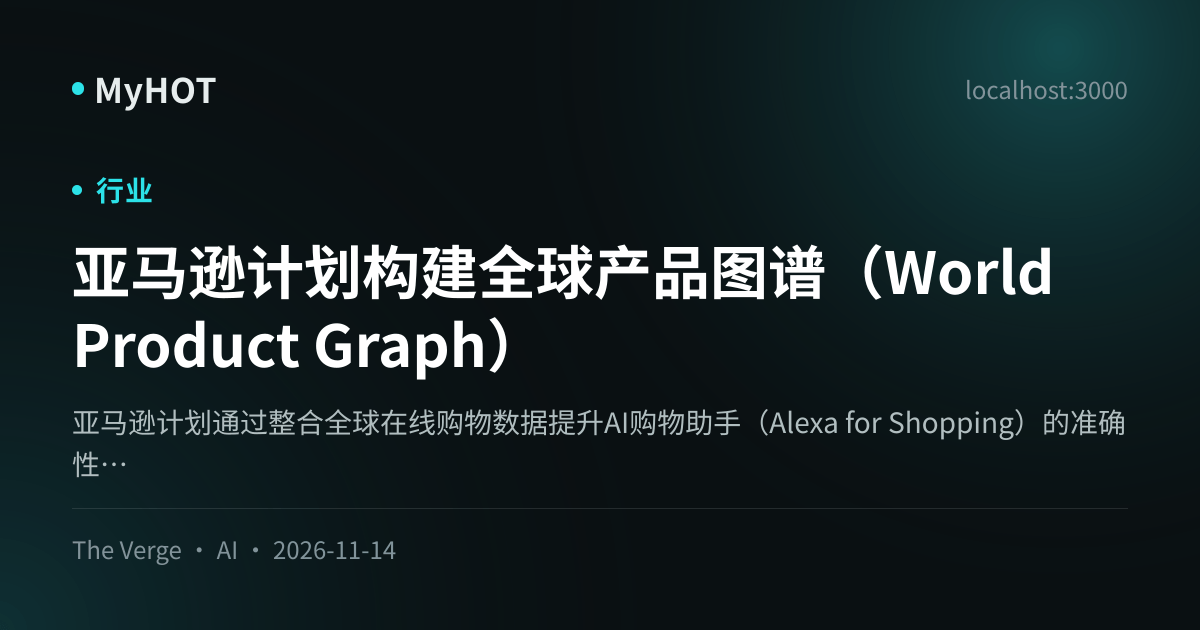 MyHOT
localhost:3000
行业
亚马逊计划构建全球产品图谱（World
Product Graph）
亚马逊计划通过整合全球在线购物数据提升AI购物助手（Alexa for Shopping）的准确
性…
The Verge · AI · 2026-11-14